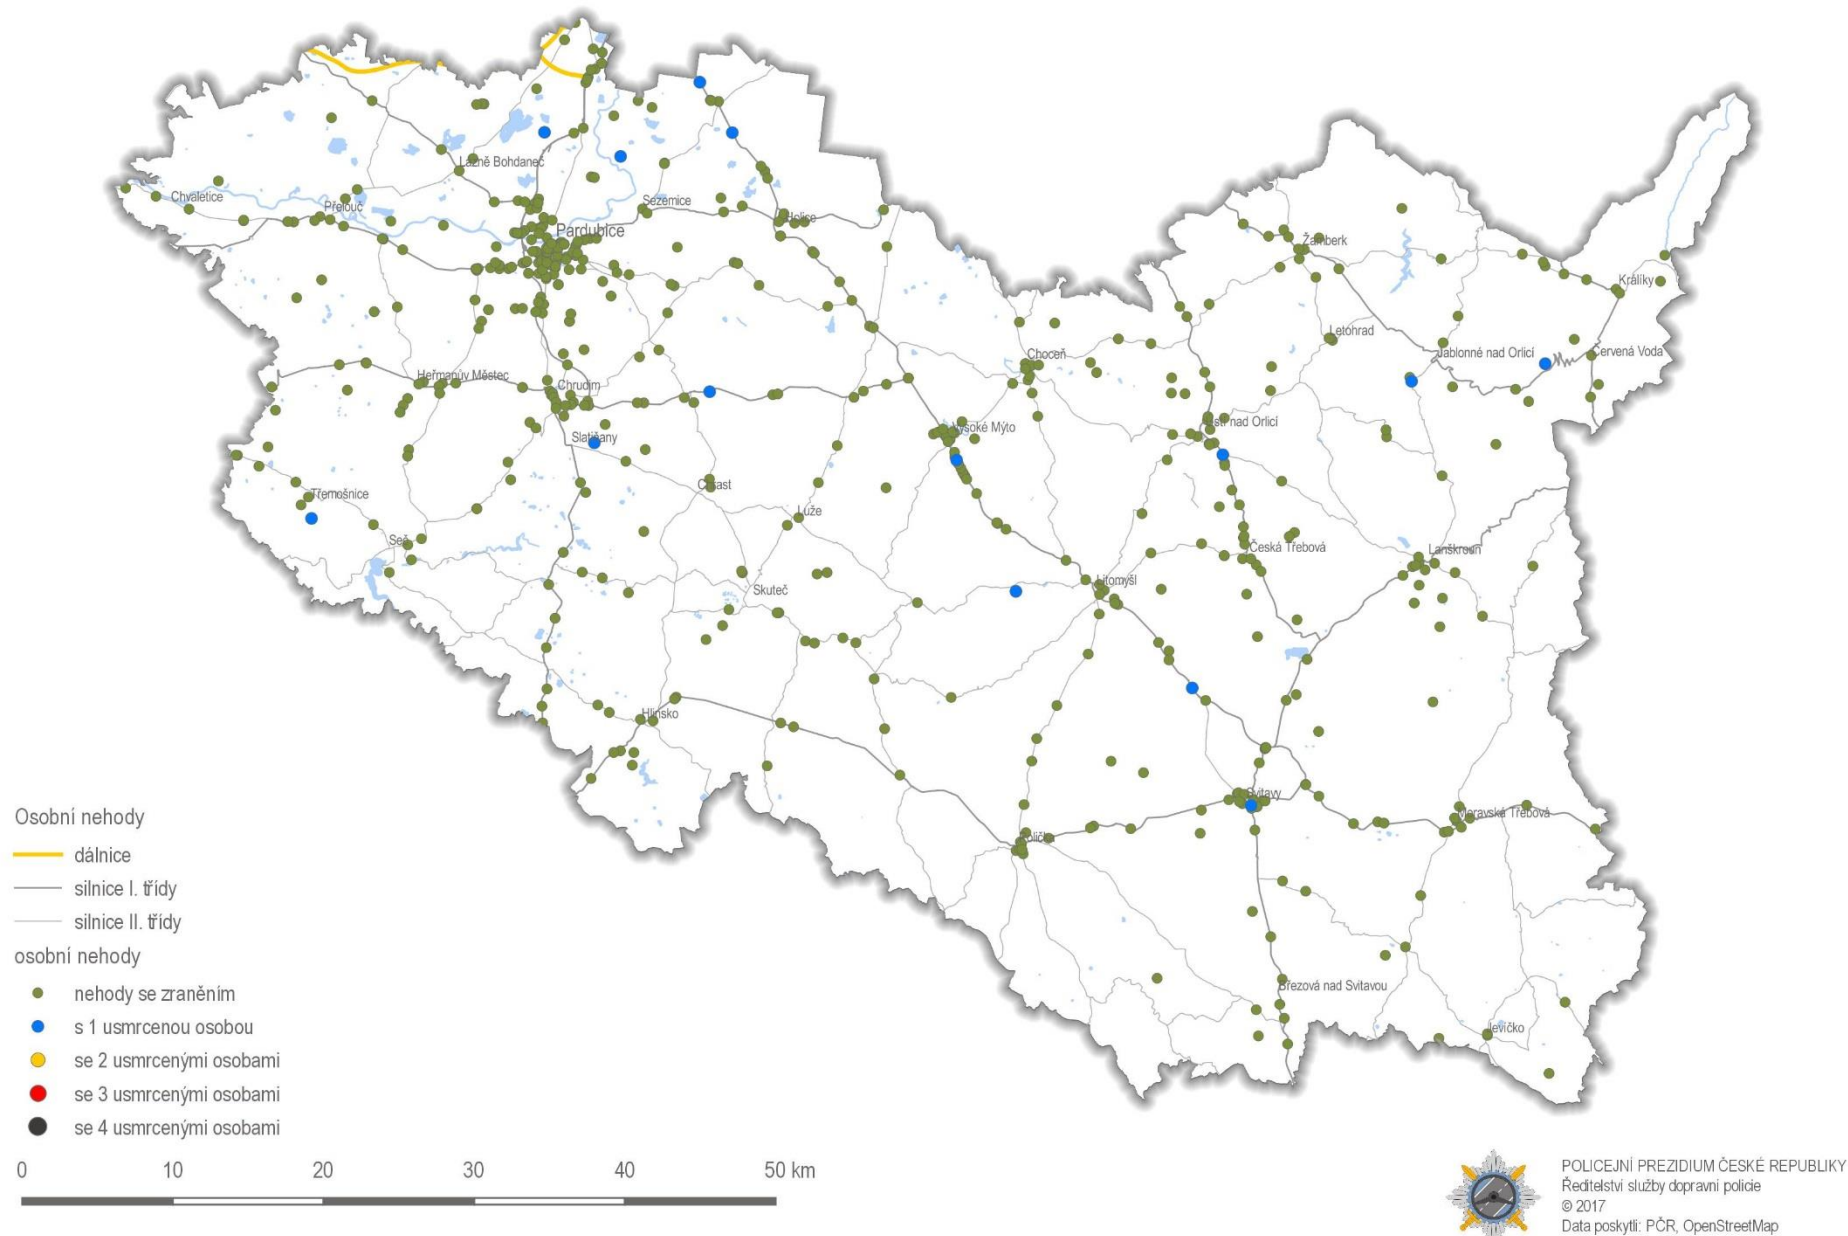 Chvaletice
Přelouč
Lázně Bohdaneč
Sezemice
Holice
Pardubice
Heřmanův Městec
Chrudim
Slatiňany
Chrast
Luže
Třemošnice
Seč
Skuteč
Hlinsko
Choceň
Vysoké Mýto
Litomyšl
Ústí nad Orlicí
Česká Třebová
Žamberk
Letohrad
Jablonné nad Orlicí
Králíky
Červená Voda
Lanškroun
Svitavy
Polička
Moravská Třebová
Březová nad Svitavou
Jevíčko
Osobní nehody
dálnice
silnice I. třídy
silnice II. třídy
osobní nehody
nehody se zraněním
s 1 usmrcenou osobou
se 2 usmrcenými osobami
se 3 usmrcenými osobami
se 4 usmrcenými osobami
0 10 20 30 40 50 km
POLICEJNÍ PREZIDIUM ČESKÉ REPUBLIKY
Ředitelství služby dopravní policie
© 2017
Data poskytli: PČR, OpenStreetMap